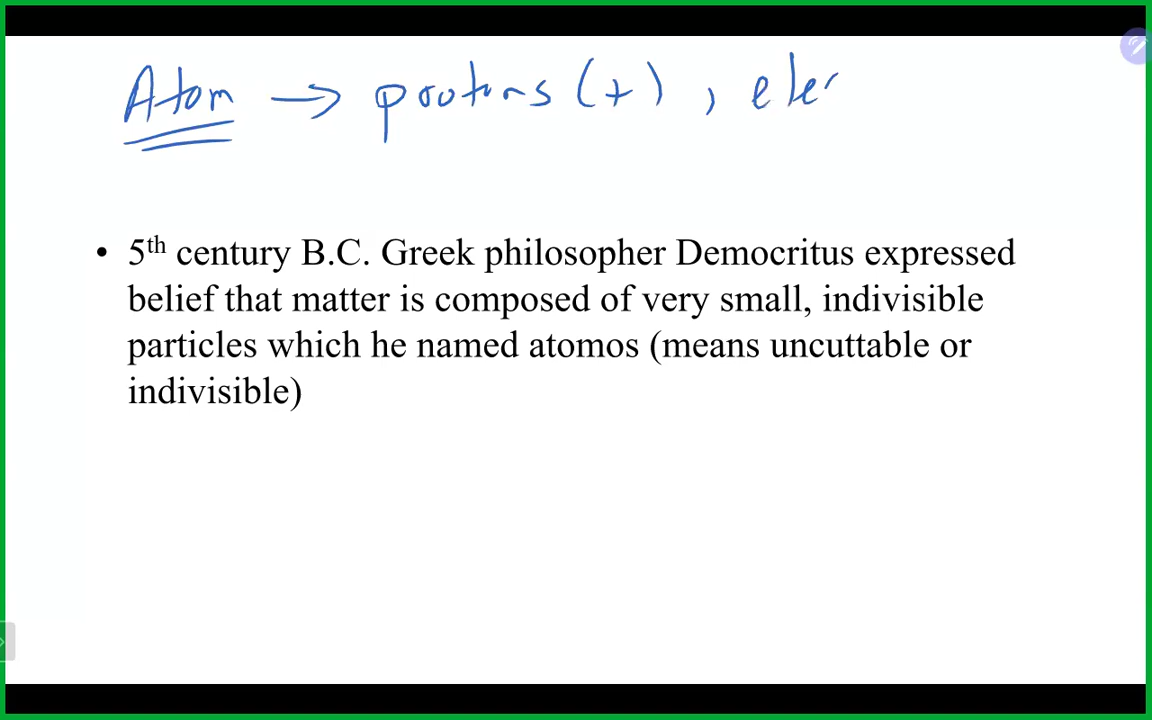 Atom → protons (+), elec
• 5th century B.C. Greek philosopher Democritus expressed
belief that matter is composed of very small, indivisible
particles which he named atomos (means uncuttable or
indivisible)